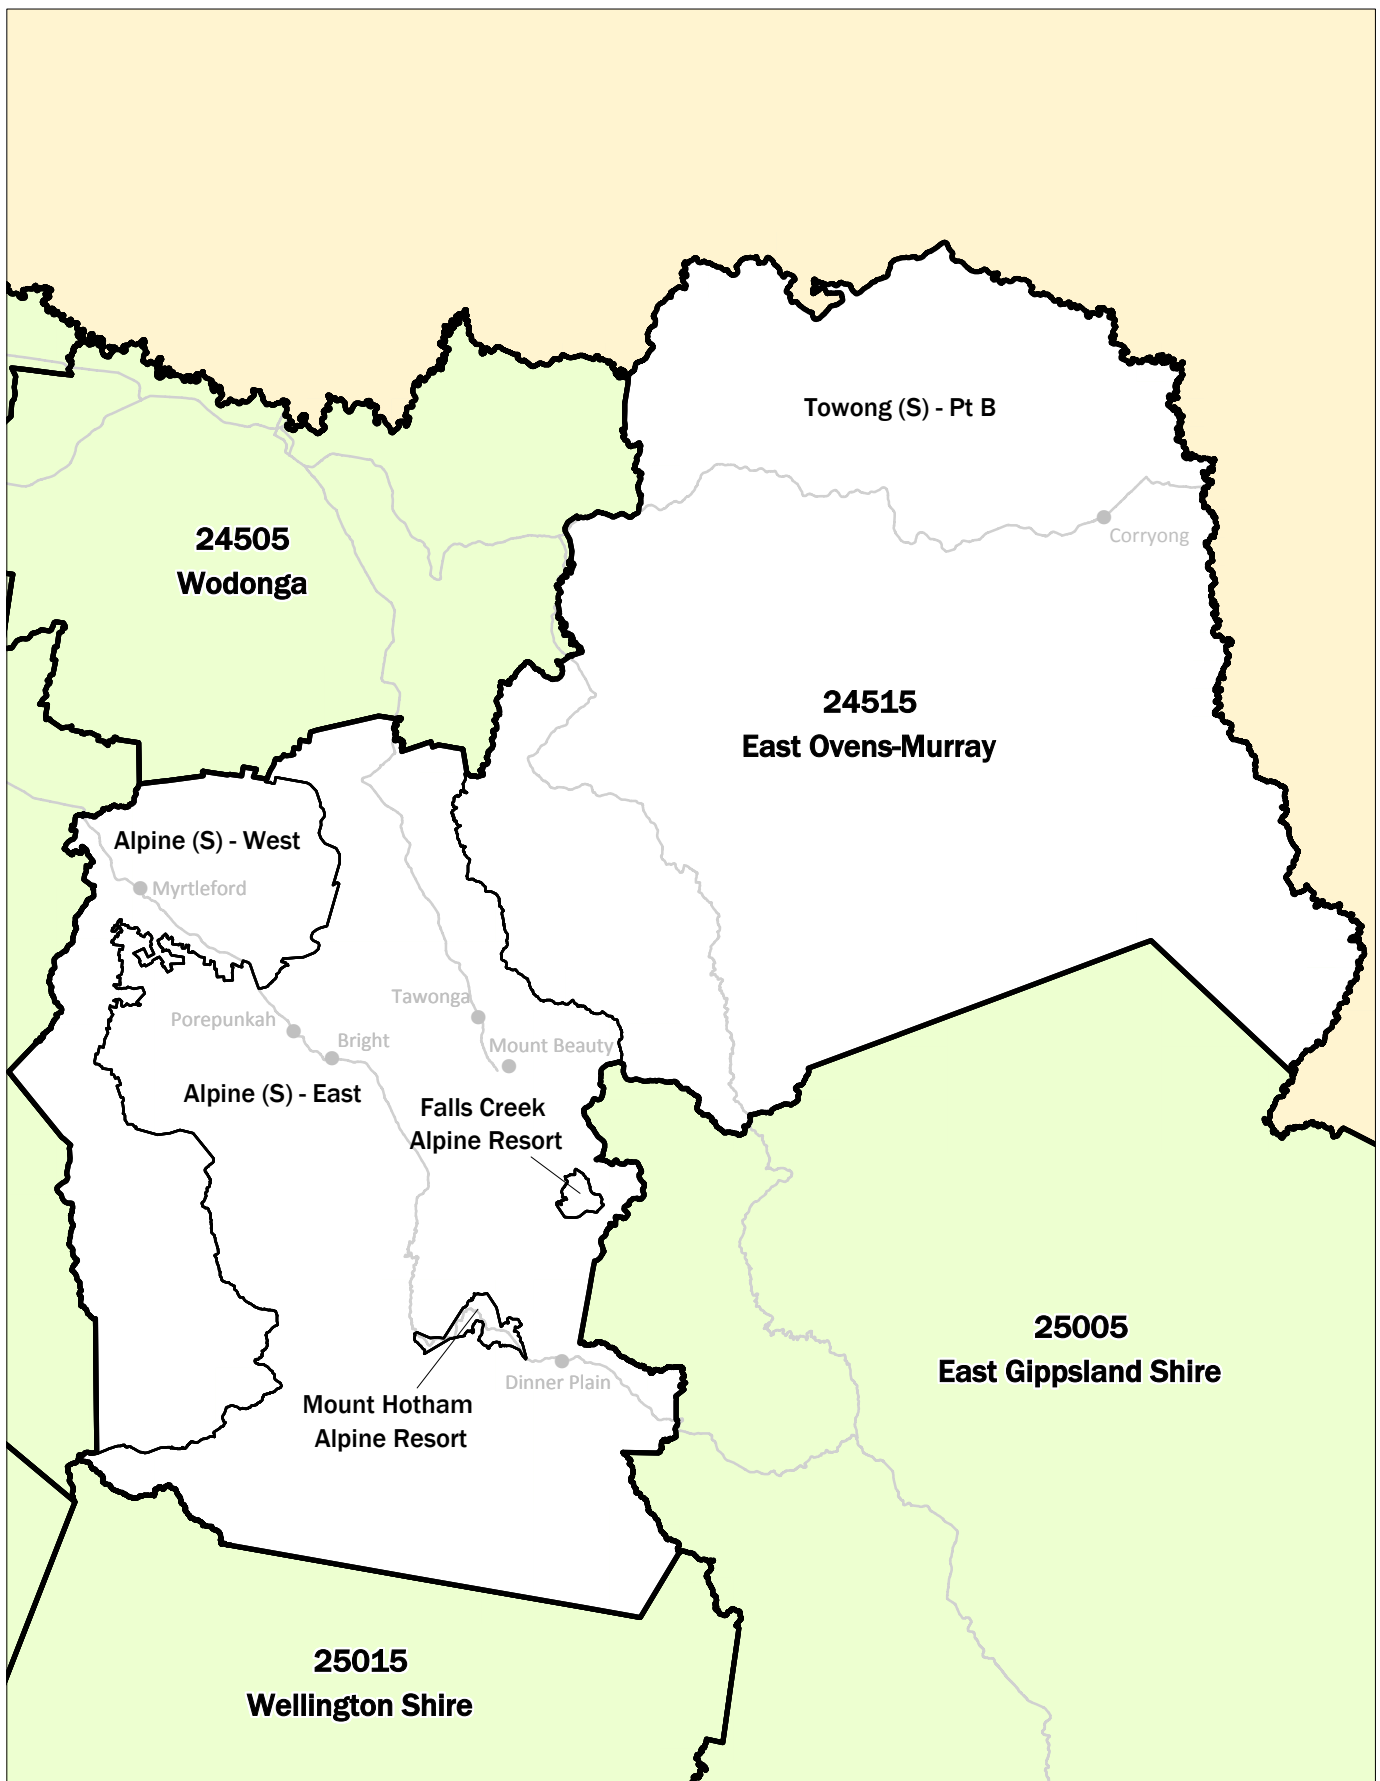 Towong (S) - Pt B
Corryong
24505
Wodonga
24515
East Ovens-Murray
Alpine (S) - West
Myrtleford
Tawonga
Porepunkah
Bright
Mount Beauty
Alpine (S) - East
Falls Creek
Alpine Resort
25005
East Gippsland Shire
Dinner Plain
Mount Hotham
Alpine Resort
25015
Wellington Shire